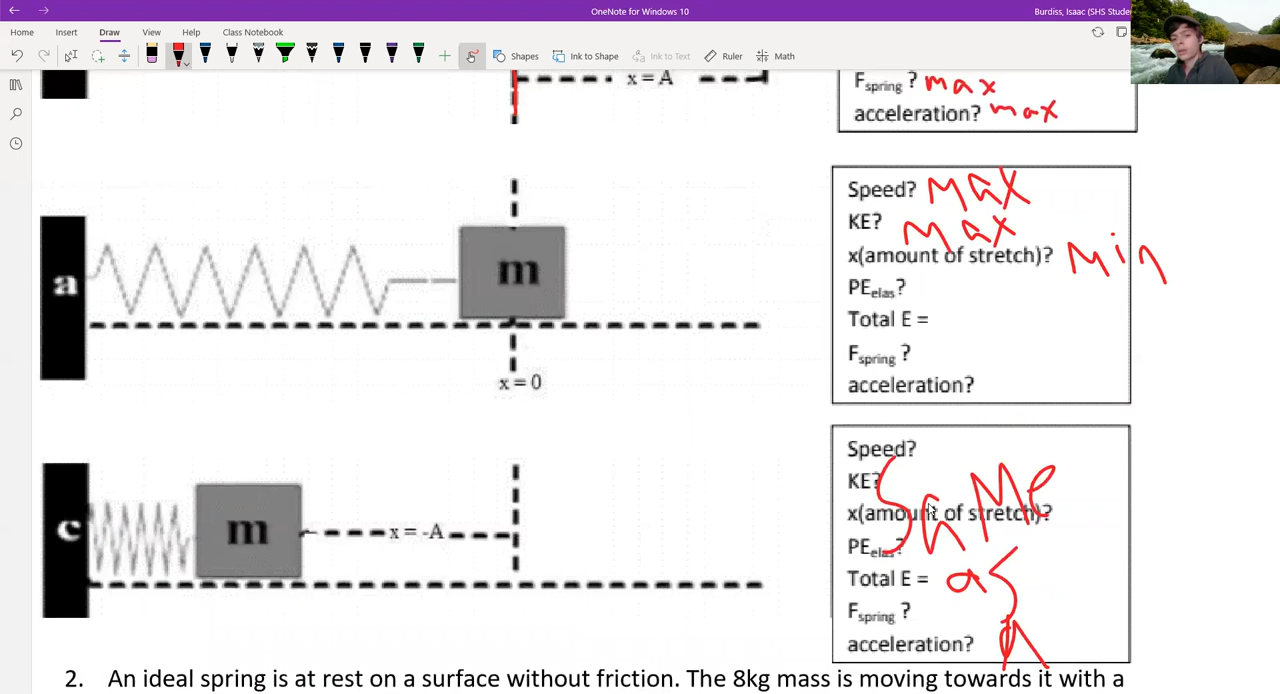 OneNote for Windows 10
Burdiss, Isaac (SHS Stude
Home Insert Draw View Help Class Notebook
Shapes Ink to Shape Ink to Text Ruler Math
x = A
Fspring ? max
acceleration? max
a
m
x = 0
Speed? MAX
KE? MAX
x(amount of stretch)? Min
PEelas?
Total E =
Fspring ?
acceleration?
c
m
x = -A
Speed?
KE?
x(amount of stretch)?
PEelas?
Total E =
Fspring ?
acceleration?
SaMe
as
2. An ideal spring is at rest on a surface without friction. The 8kg mass is moving towards it with a